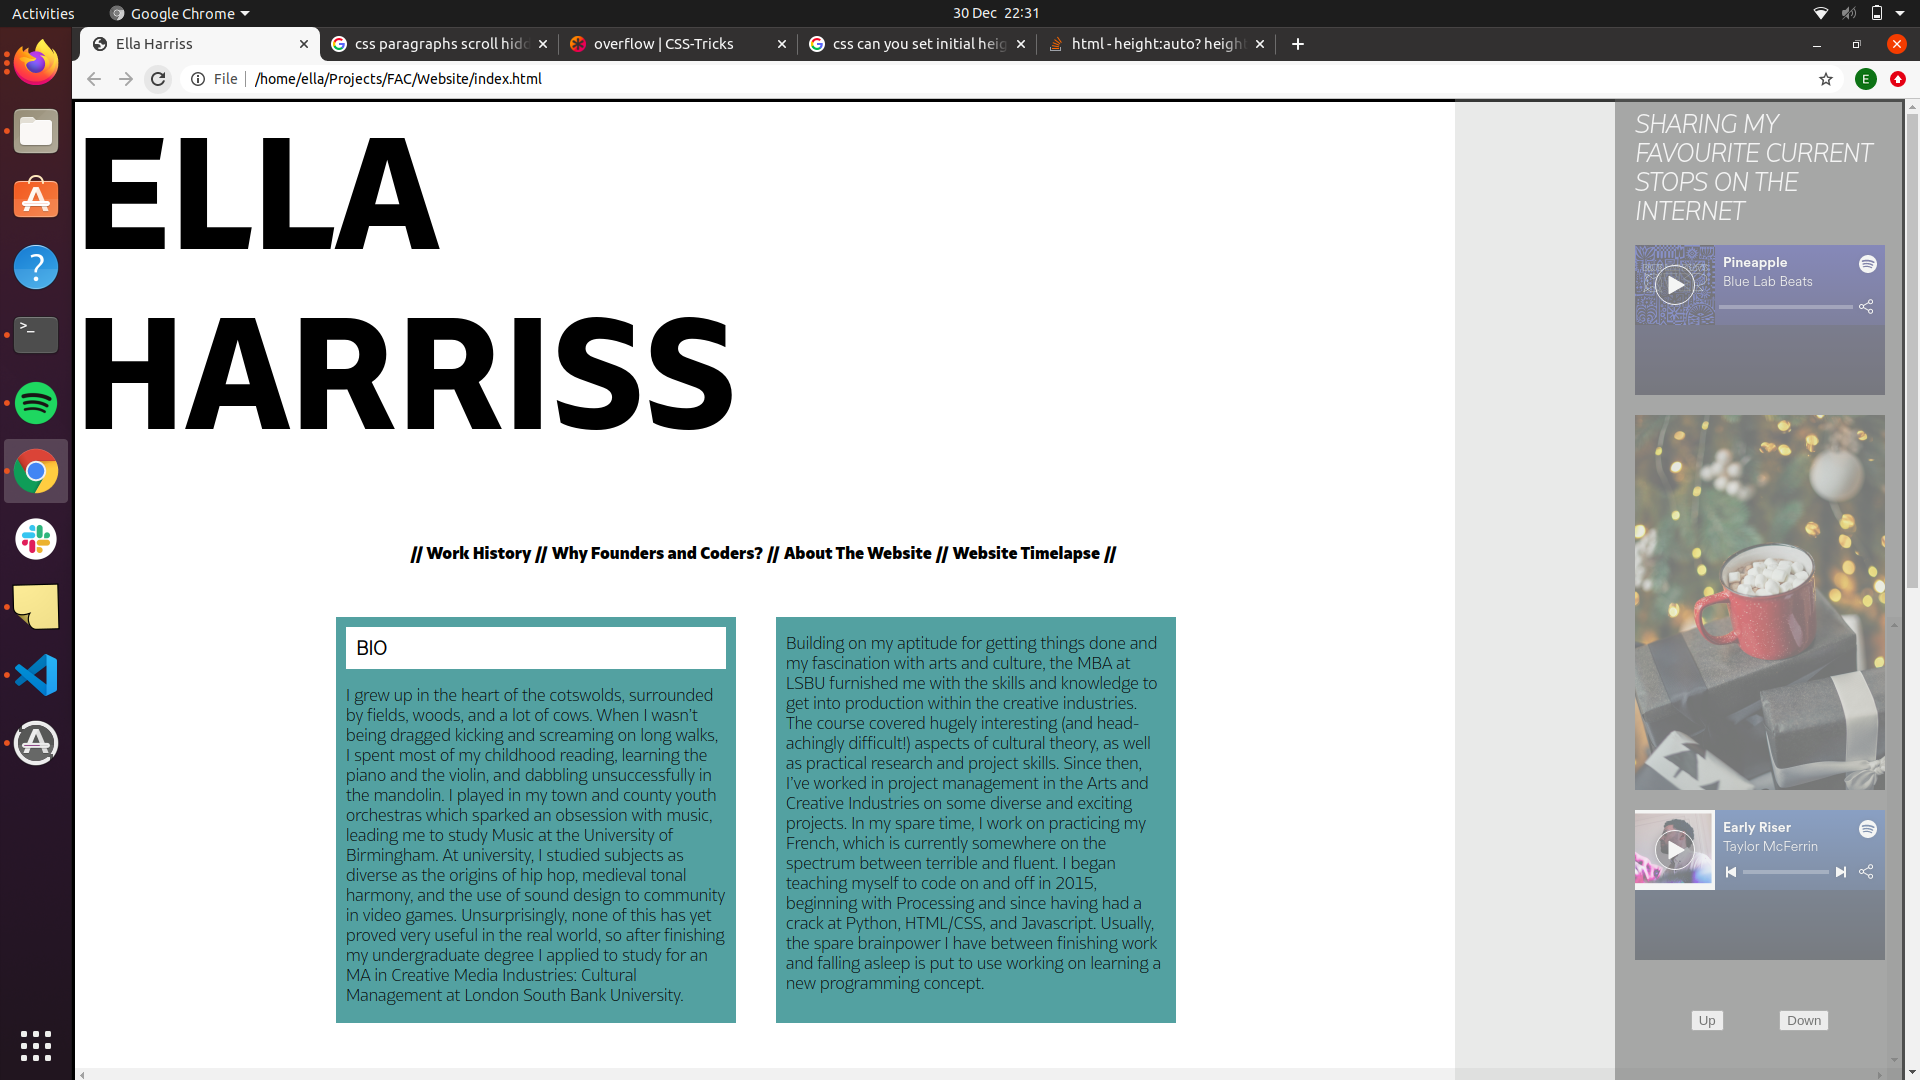 Activities
Google Chrome
30 Dec 22:31
Ella Harriss
css paragraphs scroll hidd
overflow | CSS-Tricks
css can you set initial heig
html - height:auto? height
File
/home/ella/Projects/FAC/Website/index.html
E
ELLA
HARRISS
// Work History // Why Founders and Coders? // About The Website // Website Timelapse //
BIO
I grew up in the heart of the cotswolds, surrounded
by fields, woods, and a lot of cows. When I wasn't
being dragged kicking and screaming on long walks,
I spent most of my childhood reading, learning the
piano and the violin, and dabbling unsuccessfully in
the mandolin. I played in my town and county youth
orchestras which sparked an obsession with music,
leading me to study Music at the University of
Birmingham. At university, I studied subjects as
diverse as the origins of hip hop, medieval tonal
harmony, and the use of sound design to community
in video games. Unsurprisingly, none of this has yet
proved very useful in the real world, so after finishing
my undergraduate degree I applied to study for an
MA in Creative Media Industries: Cultural
Management at London South Bank University.
Building on my aptitude for getting things done and
my fascination with arts and culture, the MBA at
LSBU furnished me with the skills and knowledge to
get into production within the creative industries.
The course covered hugely interesting (and head-
achingly difficult!) aspects of cultural theory, as well
as practical research and project skills. Since then,
I've worked in project management in the Arts and
Creative Industries on some diverse and exciting
projects. In my spare time, I work on practicing my
French, which is currently somewhere on the
spectrum between terrible and fluent. I began
teaching myself to code on and off in 2015,
beginning with Processing and since having had a
crack at Python, HTML/CSS, and Javascript. Usually,
the spare brainpower I have between finishing work
and falling asleep is put to use working on learning a
new programming concept.
SHARING MY
FAVOURITE CURRENT
STOPS ON THE
INTERNET
Pineapple
Blue Lab Beats
Early Riser
Taylor McFerrin
Up
Down